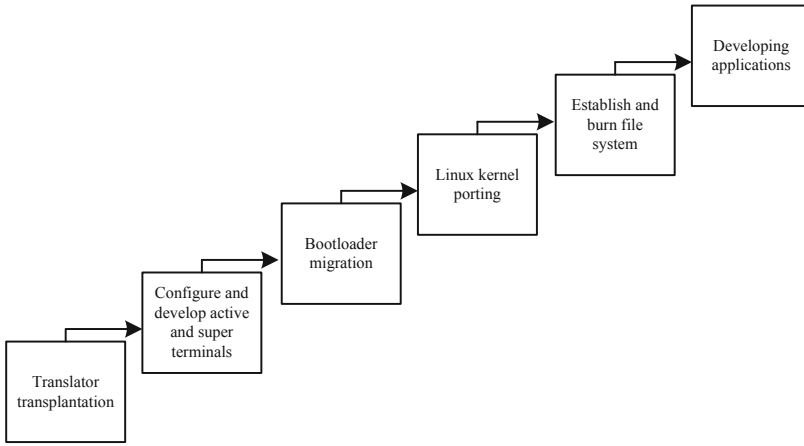 Developing
applications
Establish and
burn file
system
Linux kernel
porting
Bootloader
migration
Configure and
develop active
and super
terminals
Translator
transplantation